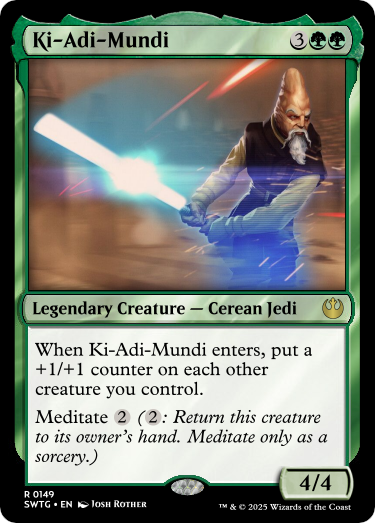 Ki-Adi-Mundi 3
Legendary Creature — Cerean Jedi
When Ki-Adi-Mundi enters, put a
+1/+1 counter on each other
creature you control.
Meditate 2 (2: Return this creature
to its owner's hand. Meditate only as a
sorcery.)
4/4
R 0149
SWTG • EN Josh Rother
™ & © 2025 Wizards of the Coast